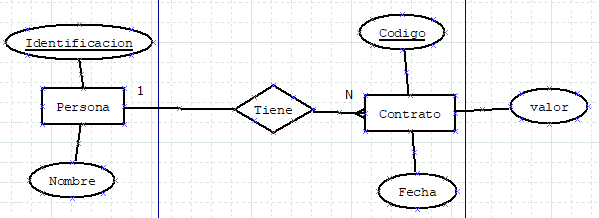 Identificacion
Codigo
1
N
Persona
Tiene
Contrato
valor
Nombre
Fecha